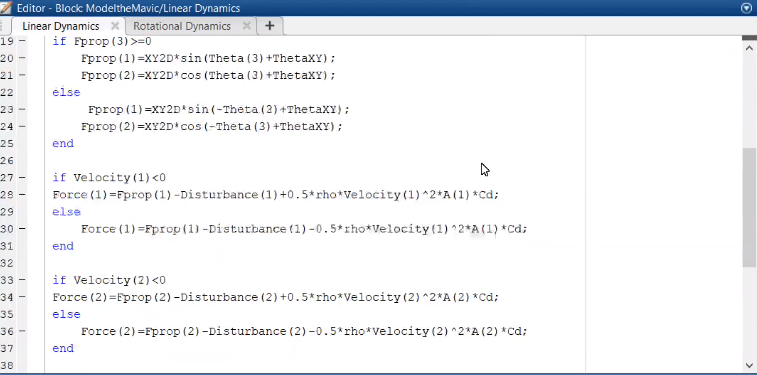 Editor - Block: ModeltheMavic/Linear Dynamics
Linear Dynamics × Rotational Dynamics × +
19 – if Fprop(3)>=0
20 – Fprop(1)=XY2D*sin(Theta(3)+ThetaXY);
21 – Fprop(2)=XY2D*cos(Theta(3)+ThetaXY);
22 else
23 – Fprop(1)=XY2D*sin(-Theta(3)+ThetaXY);
24 – Fprop(2)=XY2D*cos(-Theta(3)+ThetaXY);
25 end
26
27 – if Velocity(1)<0
28 – Force(1)=Fprop(1)-Disturbance(1)+0.5*rho*Velocity(1)^2*A(1)*Cd;
29 else
30 – Force(1)=Fprop(1)-Disturbance(1)-0.5*rho*Velocity(1)^2*A(1)*Cd;
31 end
32
33 – if Velocity(2)<0
34 – Force(2)=Fprop(2)-Disturbance(2)+0.5*rho*Velocity(2)^2*A(2)*Cd;
35 else
36 – Force(2)=Fprop(2)-Disturbance(2)-0.5*rho*Velocity(2)^2*A(2)*Cd;
37 end
38